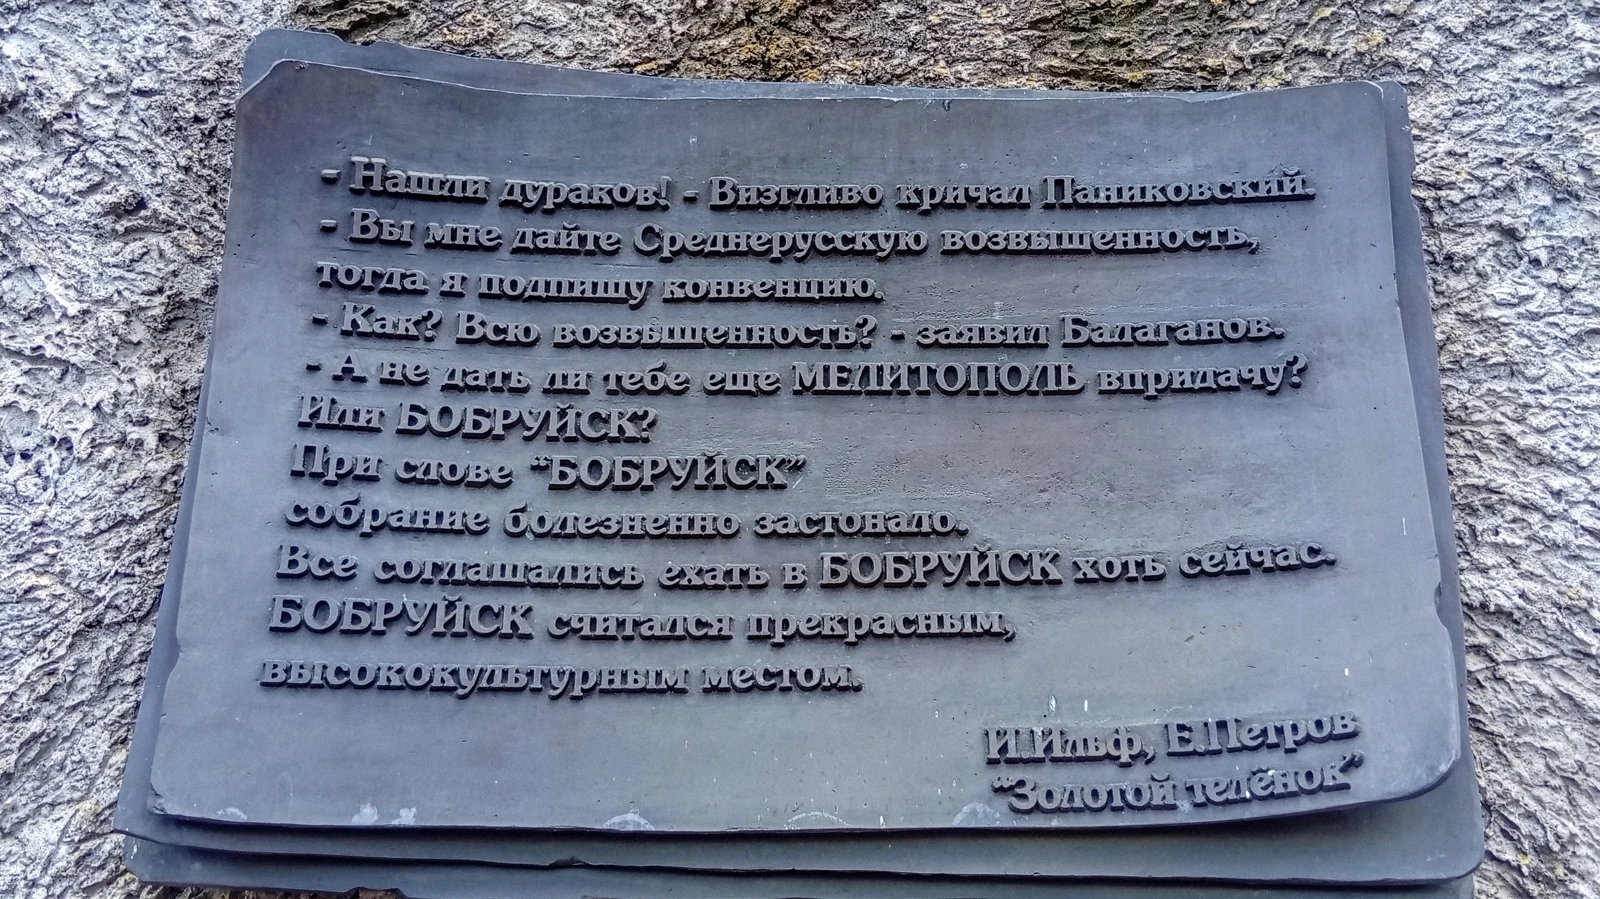 - Нашли дураков! - Визгливо кричал Паниковский.
- Вы мне дайте Среднерусскую возвышенность,
тогда я подпишу конвенцию.
- Как? Всю возвышенность? - заявил Балаганов.
- А не дать ли тебе еще МЕЛИТОПОЛЬ впридачу?
Или БОБРУЙСК?
При слове “БОБРУЙСК”
собрание болезненно застонало.
Все соглашались ехать в БОБРУЙСК хоть сейчас.
БОБРУЙСК считался прекрасным,
высококультурным местом.
И.Ильф, Е.Петров
“Золотой телёнок”